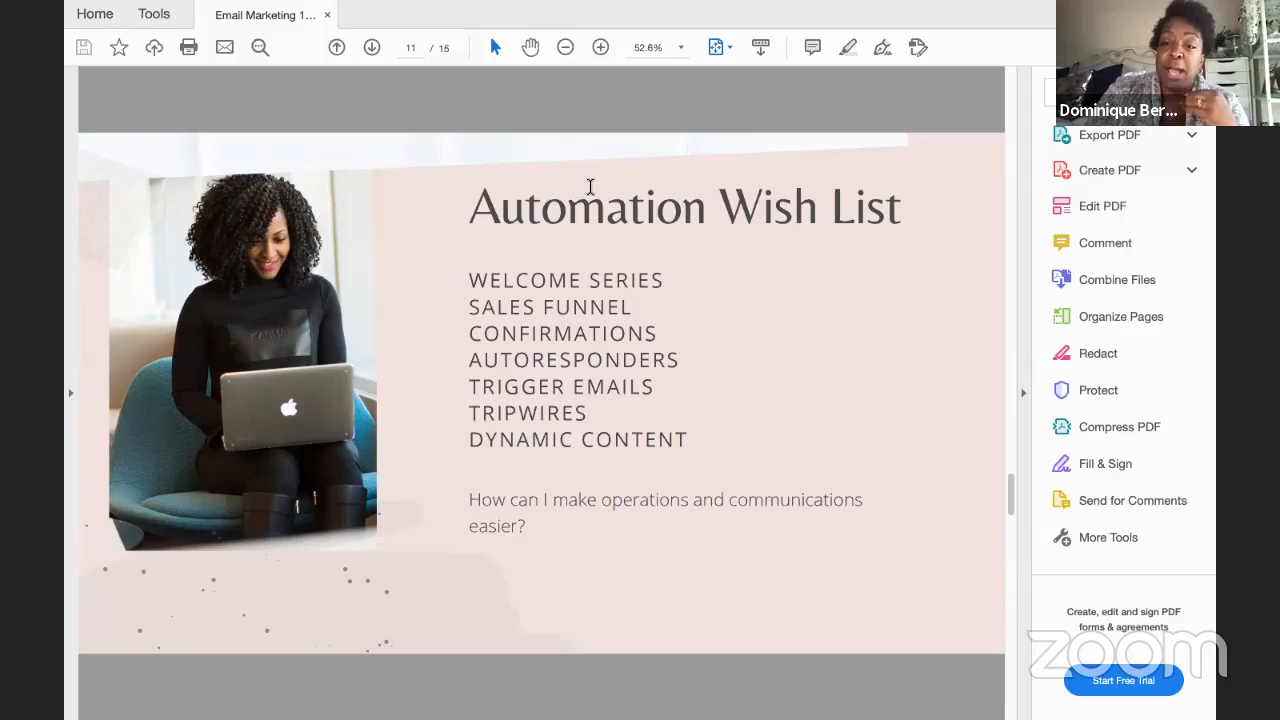 Home
Tools
Email Marketing 1...
11 / 15
52.6%
Dominique Ber...
Export PDF
Create PDF
Edit PDF
Comment
Combine Files
Organize Pages
Redact
Protect
Compress PDF
Fill & Sign
Send for Comments
More Tools
Create, edit and sign PDF
forms & agreements
Start Free Trial
zoom
Automation Wish List
WELCOME SERIES
SALES FUNNEL
CONFIRMATIONS
AUTORESPONDERS
TRIGGER EMAILS
TRIPWIRES
DYNAMIC CONTENT
How can I make operations and communications
easier?